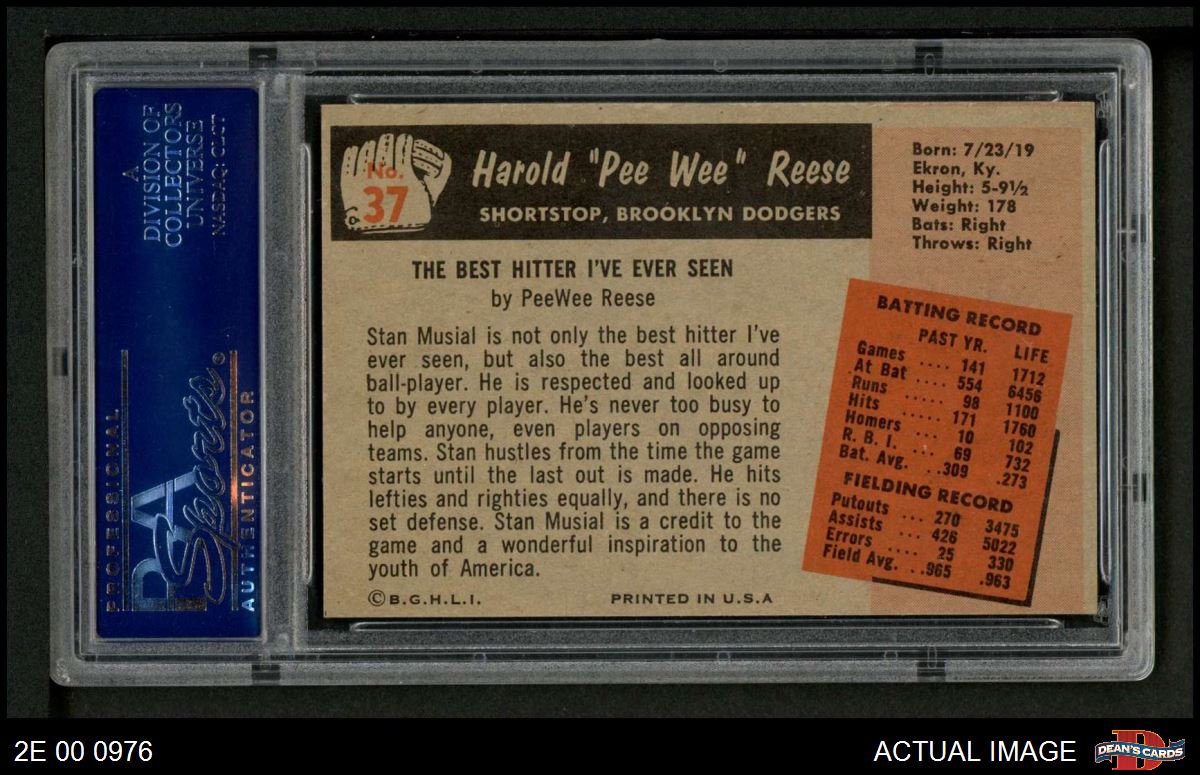 A
DIVISION OF
COLLECTORS
UNIVERSE
NASDAQ: CLCT
PROFESSIONAL
PSA
Sports®
AUTHENTICATOR
No.
37
Harold "Pee Wee" Reese
SHORTSTOP, BROOKLYN DODGERS
Born: 7/23/19
Ekron, Ky.
Height: 5-9½
Weight: 178
Bats: Right
Throws: Right
THE BEST HITTER I'VE EVER SEEN
by PeeWee Reese
Stan Musial is not only the best hitter I've
ever seen, but also the best all around
ball-player. He is respected and looked up
to by every player. He's never too busy to
help anyone, even players on opposing
teams. Stan hustles from the time the game
starts until the last out is made. He hits
lefties and righties equally, and there is no
set defense. Stan Musial is a credit to the
game and a wonderful inspiration to the
youth of America.
BATTING RECORD
PAST YR. LIFE
Games .... 141 1712
At Bat .... 554 6456
Runs ..... 98 1100
Hits ..... 171 1760
Homers ... 10 102
R. B. I. ... 69 732
Bat. Avg. ..309 .273
FIELDING RECORD
Putouts ... 270 3475
Assists ... 426 5022
Errors .... 25 330
Field Avg. ..965 .963
©B.G.H.L.I. PRINTED IN U.S.A
2E 00 0976
ACTUAL IMAGE
DEAN'S CARDS